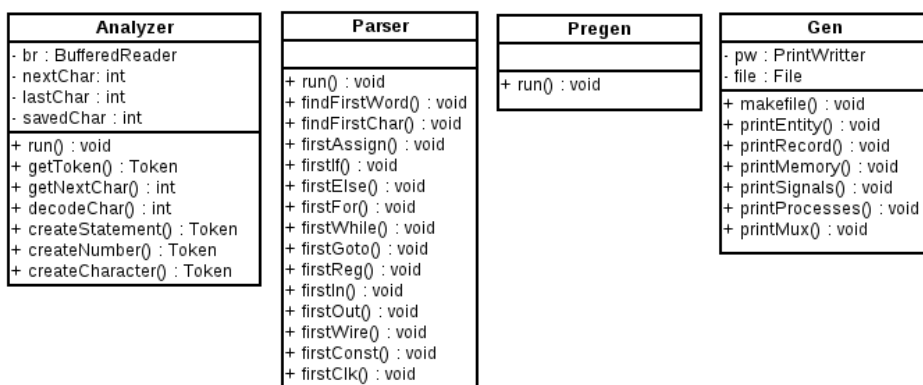 Analyzer
- br : BufferedReader
- nextChar: int
- lastChar : int
- savedChar : int
+ run() : void
+ getToken() : Token
+ getNextChar() : int
+ decodeChar() : int
+ createStatement() : Token
+ createNumber() : Token
+ createCharacter() : Token
Parser
+ run() : void
+ findFirstWord() : void
+ findFirstChar() : void
+ firstAssign() : void
+ firstIf() : void
+ firstElse() : void
+ firstFor() : void
+ firstWhile() : void
+ firstGoto() : void
+ firstReg() : void
+ firstIn() : void
+ firstOut() : void
+ firstWire() : void
+ firstConst() : void
+ firstClk() : void
Pregen
+ run() : void
Gen
- pw : PrintWritter
- file : File
+ makefile() : void
+ printEntity() : void
+ printRecord() : void
+ printMemory() : void
+ printSignals() : void
+ printProcesses() : void
+ printMux() : void